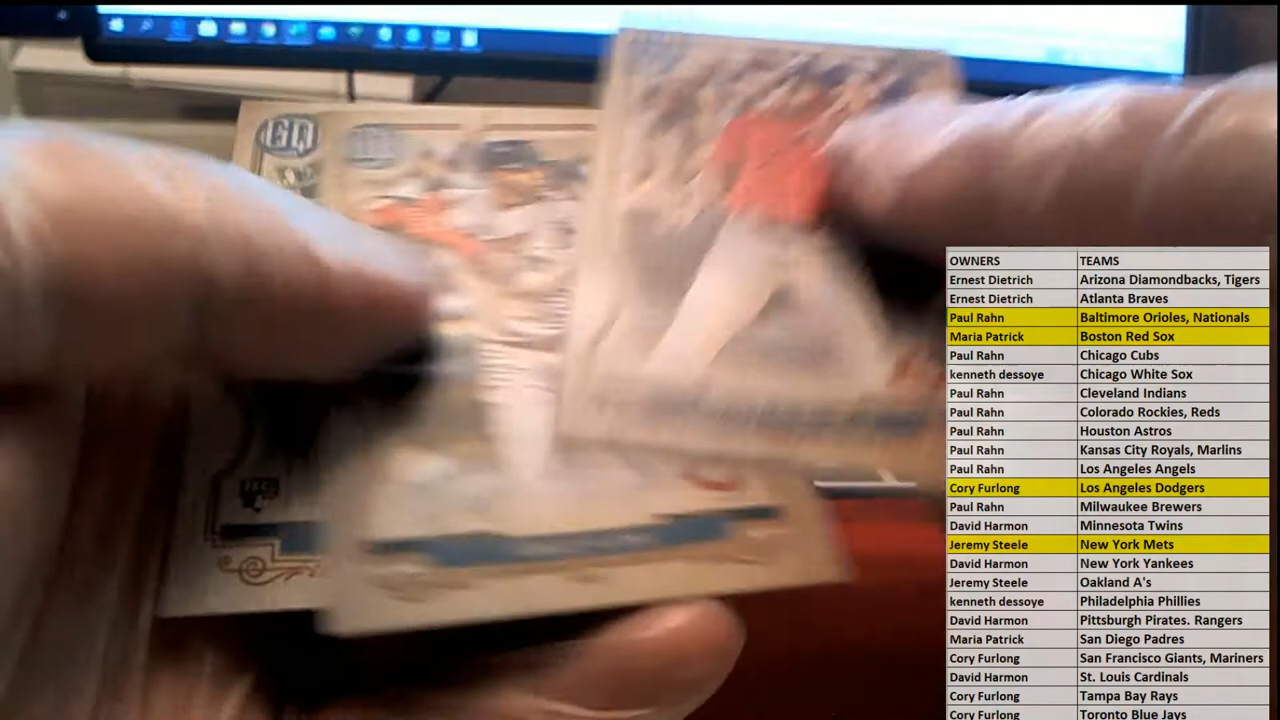 GQ
OWNERS TEAMS
Ernest Dietrich Arizona Diamondbacks, Tigers
Ernest Dietrich Atlanta Braves
Paul Rahn Baltimore Orioles, Nationals
Maria Patrick Boston Red Sox
Paul Rahn Chicago Cubs
kenneth dessoye Chicago White Sox
Paul Rahn Cleveland Indians
Paul Rahn Colorado Rockies, Reds
Paul Rahn Houston Astros
Paul Rahn Kansas City Royals, Marlins
Paul Rahn Los Angeles Angels
Cory Furlong Los Angeles Dodgers
Paul Rahn Milwaukee Brewers
David Harmon Minnesota Twins
Jeremy Steele New York Mets
David Harmon New York Yankees
Jeremy Steele Oakland A's
kenneth dessoye Philadelphia Phillies
David Harmon Pittsburgh Pirates. Rangers
Maria Patrick San Diego Padres
Cory Furlong San Francisco Giants, Mariners
David Harmon St. Louis Cardinals
Cory Furlong Tampa Bay Rays
Cory Furlong Toronto Blue Jays